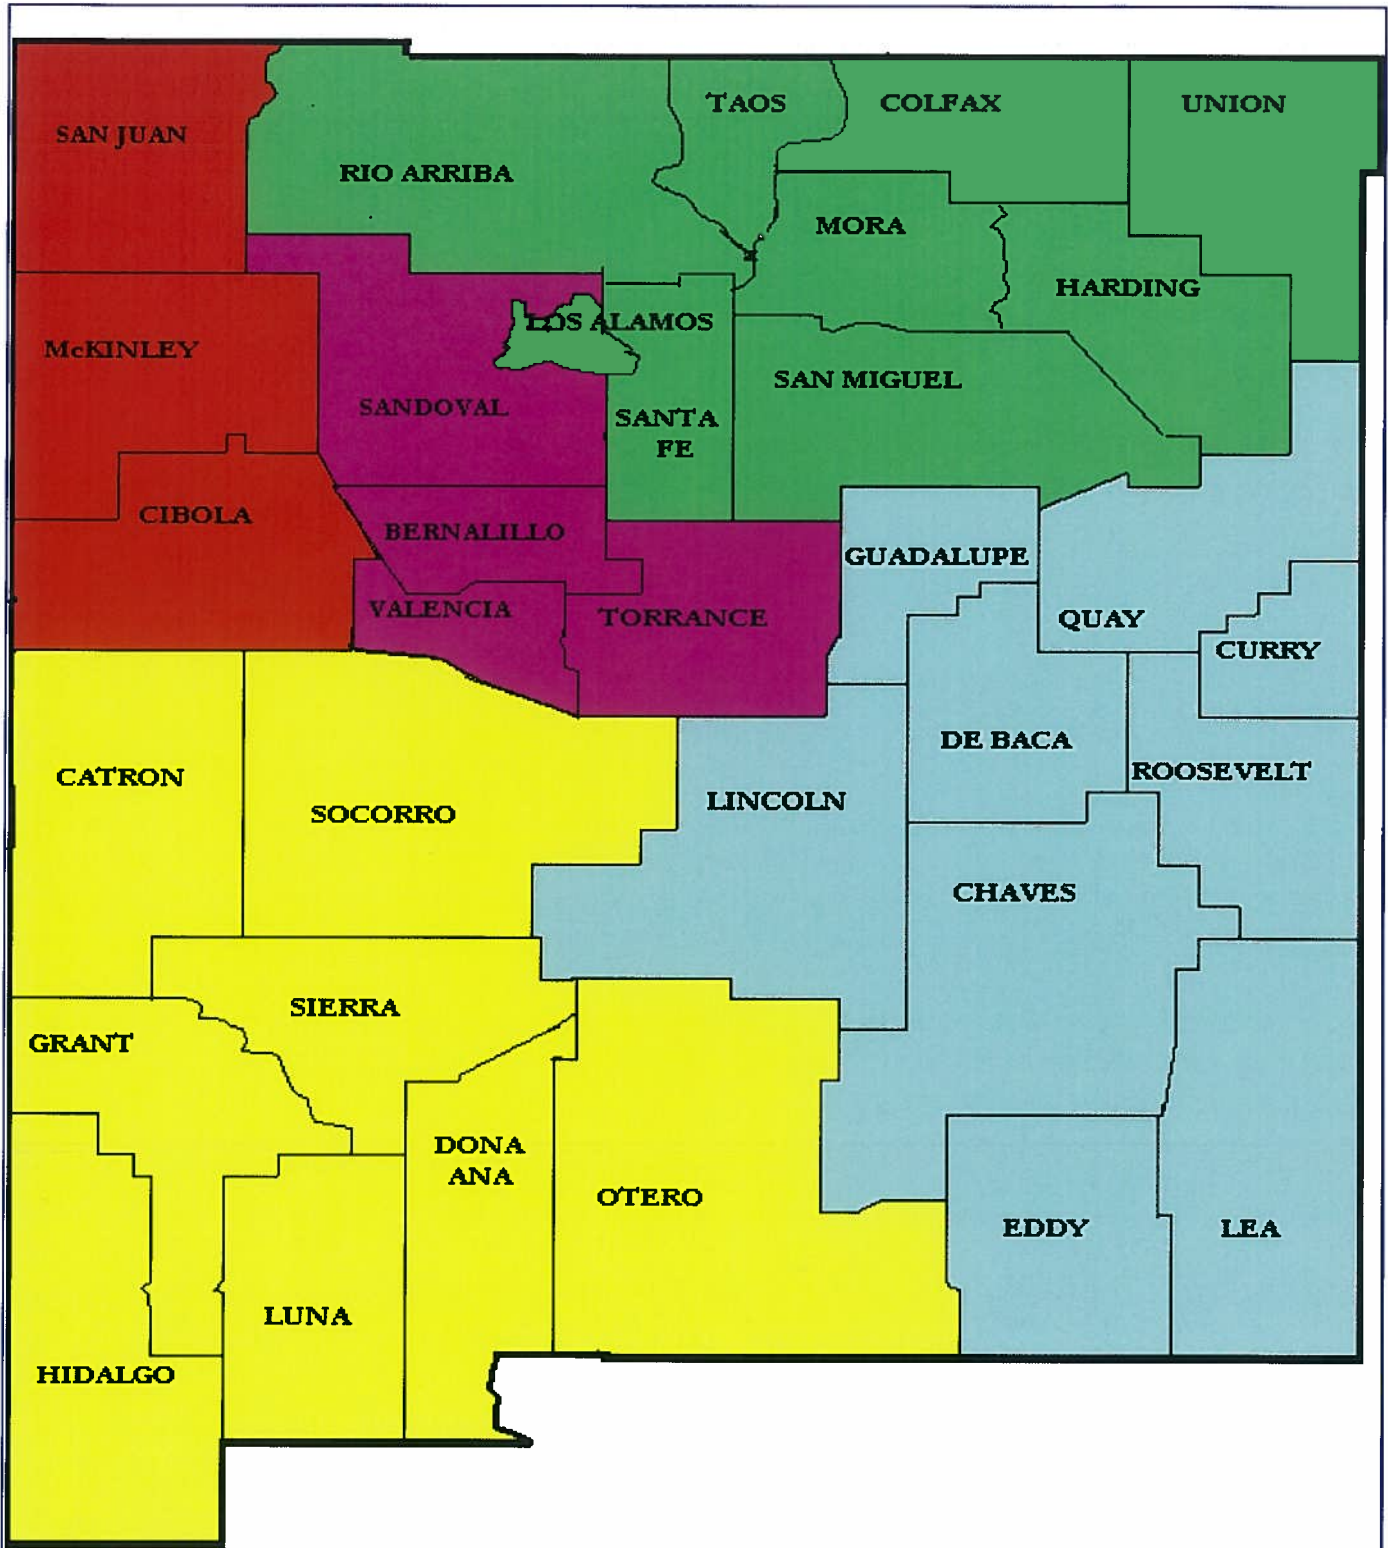 TAOS
COLFAX
UNION
SAN JUAN
RIO ARRIBA
MORA
HARDING
LOS ALAMOS
McKINLEY
SAN MIGUEL
SANDOVAL
SANTA
FE
CIBOLA
BERNALILLO
GUADALUPE
VALENCIA
TORRANCE
QUAY
CURRY
DE BACA
ROOSEVELT
CATRON
LINCOLN
SOCORRO
CHAVES
SIERRA
GRANT
DONA
ANA
OTERO
EDDY
LEA
LUNA
HIDALGO